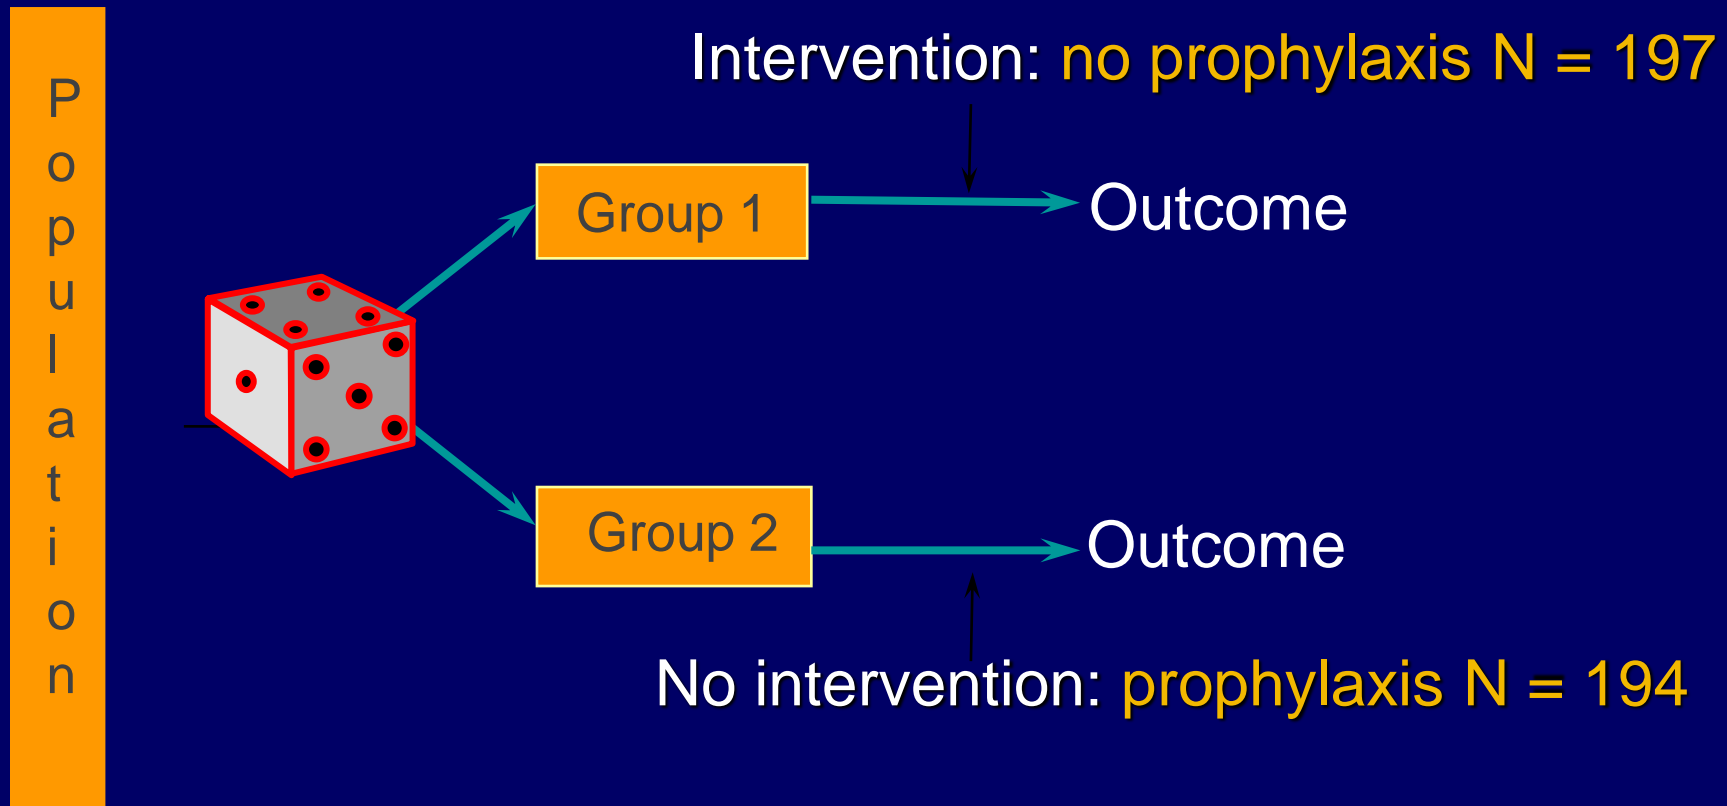 Population
Intervention: no prophylaxis N = 197
Group 1
Outcome
Group 2
Outcome
No intervention: prophylaxis N = 194